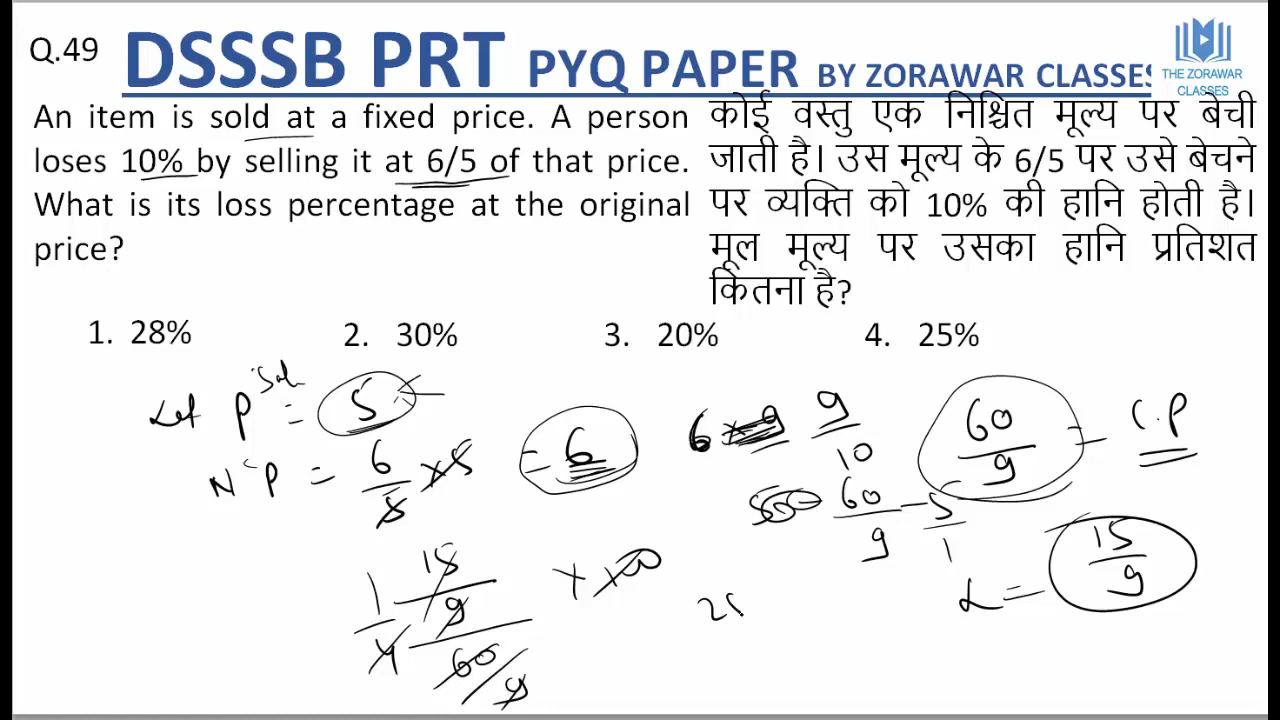 Q.49
DSSSB PRT PYQ PAPER BY ZORAWAR CLASSES
THE ZORAWAR
CLASSES
An item is sold at a fixed price. A person
loses 10% by selling it at 6/5 of that price.
What is its loss percentage at the original
price?
कोई वस्तु एक निश्चित मूल्य पर बेची
जाती है। उस मूल्य के 6/5 पर उसे बेचने
पर व्यक्ति को 10% की हानि होती है।
मूल मूल्य पर उसका हानि प्रतिशत
कितना है?
1. 28% 2. 30% 3. 20% 4. 25%
Let P = 5
N P = 6/5 × 5 = 6
6 9/10
60/9 = C.P
60/9 - 5/1
L = 15/9
15/9 / 60/9 × 100
1/4
25